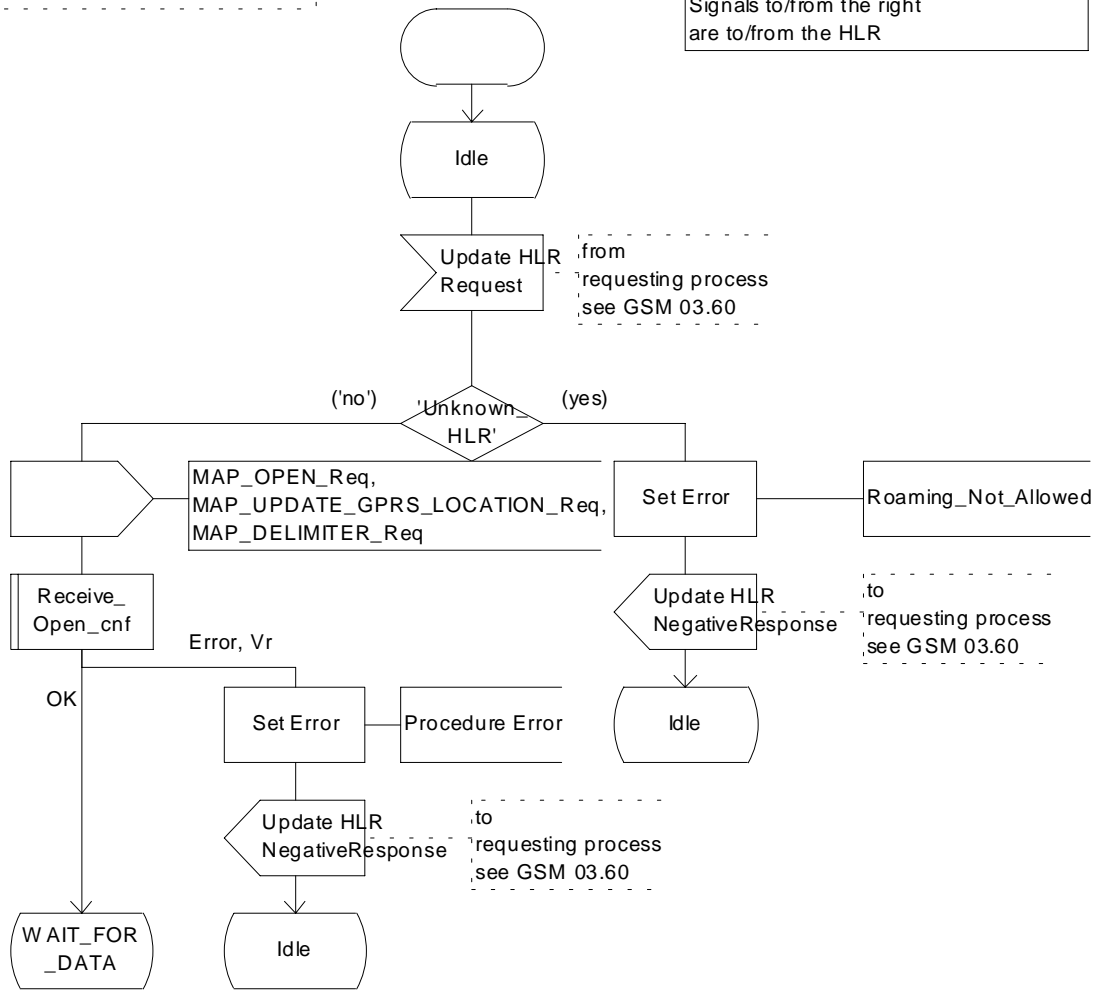 Signals to/from the right
are to/from the HLR
Idle
Update HLR
Request
from
requesting process
see GSM 03.60
('no')
'Unknown_
HLR'
(yes)
MAP_OPEN_Req,
MAP_UPDATE_GPRS_LOCATION_Req,
MAP_DELIMITER_Req
Set Error
Roaming_Not_Allowed
Receive_
Open_cnf
Update HLR
NegativeResponse
to
requesting process
see GSM 03.60
Error, Vr
OK
Set Error
Procedure Error
Idle
Update HLR
NegativeResponse
to
requesting process
see GSM 03.60
WAIT_FOR
_DATA
Idle